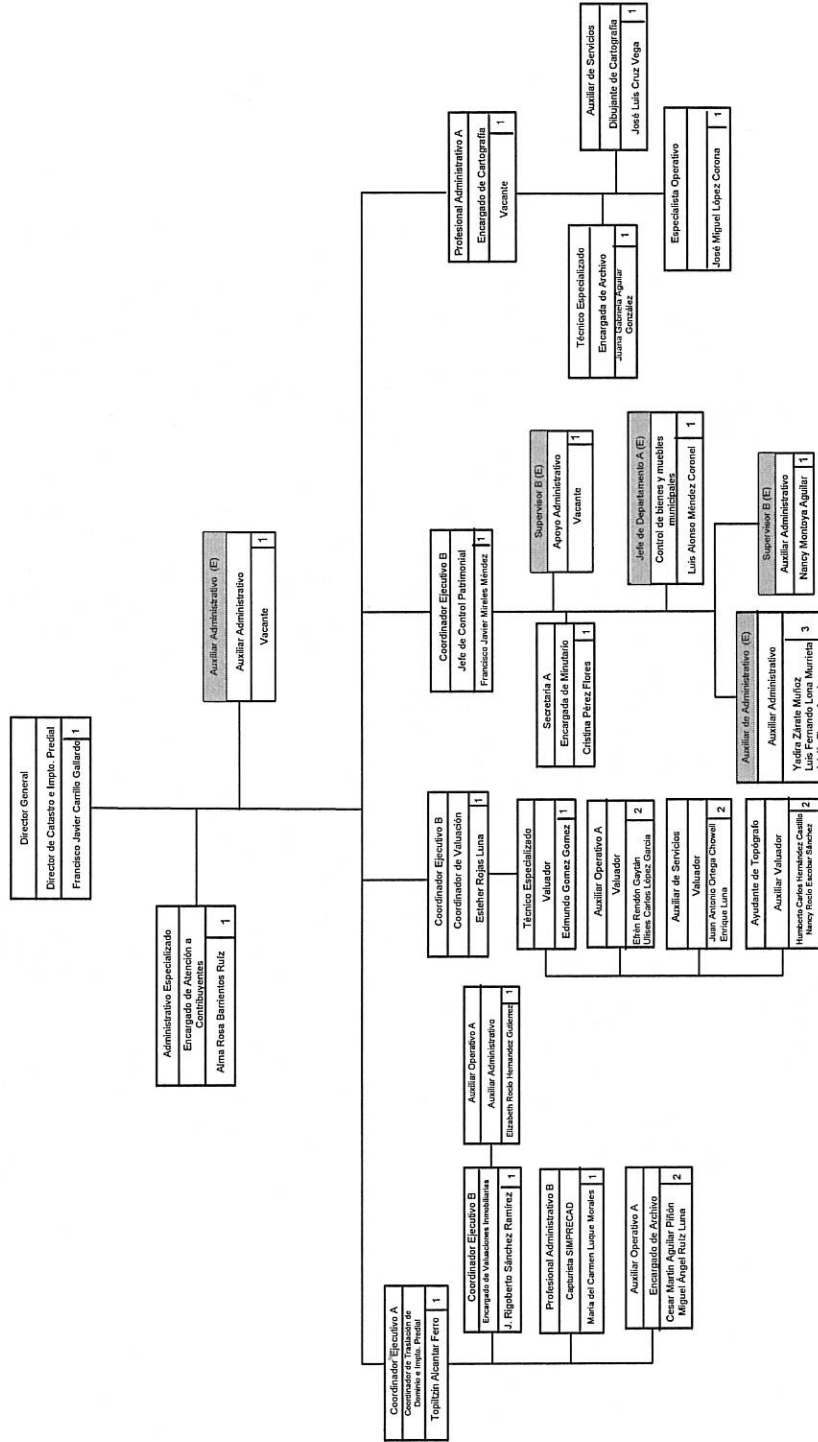 Director General
Director de Catastro e Impto. Predial
Francisco Javier Carrillo Gallardo 1
Administrativo Especializado
Encargado de Atención a
Contribuyentes
Alma Rosa Barrientos Ruíz 1
Auxiliar Administrativo (E)
Auxiliar Administrativo
Vacante 1
Coordinador Ejecutivo A
Coordinador de Traslación de
Dominio e Impto. Predial
Topiltzin Alcantar Ferro 1
Coordinador Ejecutivo B
Encargado de Valuaciones Inmobiliarias
J. Rigoberto Sánchez Ramírez 1
Auxiliar Operativo A
Auxiliar Administrativo
Elizabeth Rocío Hernandez Gutierrez 1
Profesional Administrativo B
Capturista SIMPRECAD
Maria del Carmen Luque Morales 1
Auxiliar Operativo A
Encargado de Archivo
Cesar Martin Aguilar Piñón 2
Miguel Ángel Ruíz Luna
Coordinador Ejecutivo B
Coordinador de Valuación
Esteher Rojas Luna 1
Técnico Especializado
Valuador
Edmundo Gomez Gomez 1
Auxiliar Operativo A
Valuador
Efrén Rendón Gaytán 2
Ulises Carlos López García
Auxiliar de Servicios
Valuador
Juan Antonio Ortega Chowell 2
Enrique Luna
Ayudante de Topógrafo
Auxiliar Valuador
Humberto Carlos Hernández Castillo 2
Nancy Rocío Escobar Sánchez
Coordinador Ejecutivo B
Jefe de Control Patrimonial
Francisco Javier Mireles Méndez 1
Secretaria A
Encargada de Minutario
Cristina Pérez Flores 1
Supervisor B (E)
Apoyo Administrativo
Vacante 1
Jefe de Departamento A (E)
Control de bienes y muebles
municipales
Luis Alonso Méndez Coronel 1
Auxiliar de Administrativo (E)
Auxiliar Administrativo
Yadira Zárate Muñoz 3
Luis Fernando Lona Murrieta
Supervisor B (E)
Auxiliar Administrativo
Nancy Montoya Aguilar 1
Profesional Administrativo A
Encargado de Cartografía
Vacante 1
Técnico Especializado
Encargada de Archivo
Juana Gabriela Aguilar 1
González
Auxiliar de Servicios
Dibujante de Cartografía
José Luis Cruz Vega 1
Especialista Operativo
José Miguel López Corona 1